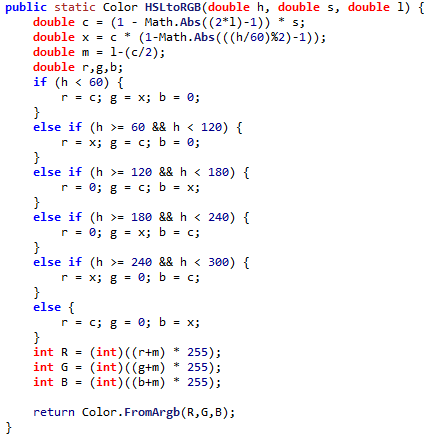 public static Color HSLtoRGB(double h, double s, double l) {
    double c = (1 - Math.Abs((2*l)-1)) * s;
    double x = c * (1-Math.Abs(((h/60)%2)-1));
    double m = l-(c/2);
    double r,g,b;
    if (h < 60) {
        r = c; g = x; b = 0;
    }
    else if (h >= 60 && h < 120) {
        r = x; g = c; b = 0;
    }
    else if (h >= 120 && h < 180) {
        r = 0; g = c; b = x;
    }
    else if (h >= 180 && h < 240) {
        r = 0; g = x; b = c;
    }
    else if (h >= 240 && h < 300) {
        r = x; g = 0; b = c;
    }
    else {
        r = c; g = 0; b = x;
    }
    int R = (int)((r+m) * 255);
    int G = (int)((g+m) * 255);
    int B = (int)((b+m) * 255);

    return Color.FromArgb(R,G,B);
}